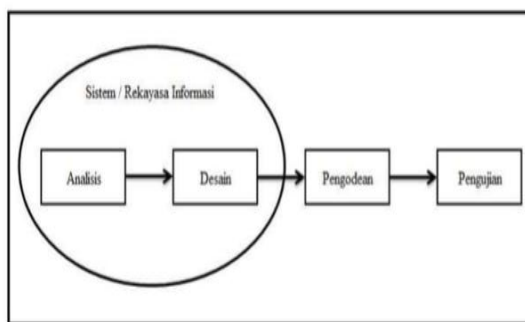 Sistem / Rekayasa Informasi
Analisis
Desain
Pengodean
Pengujian